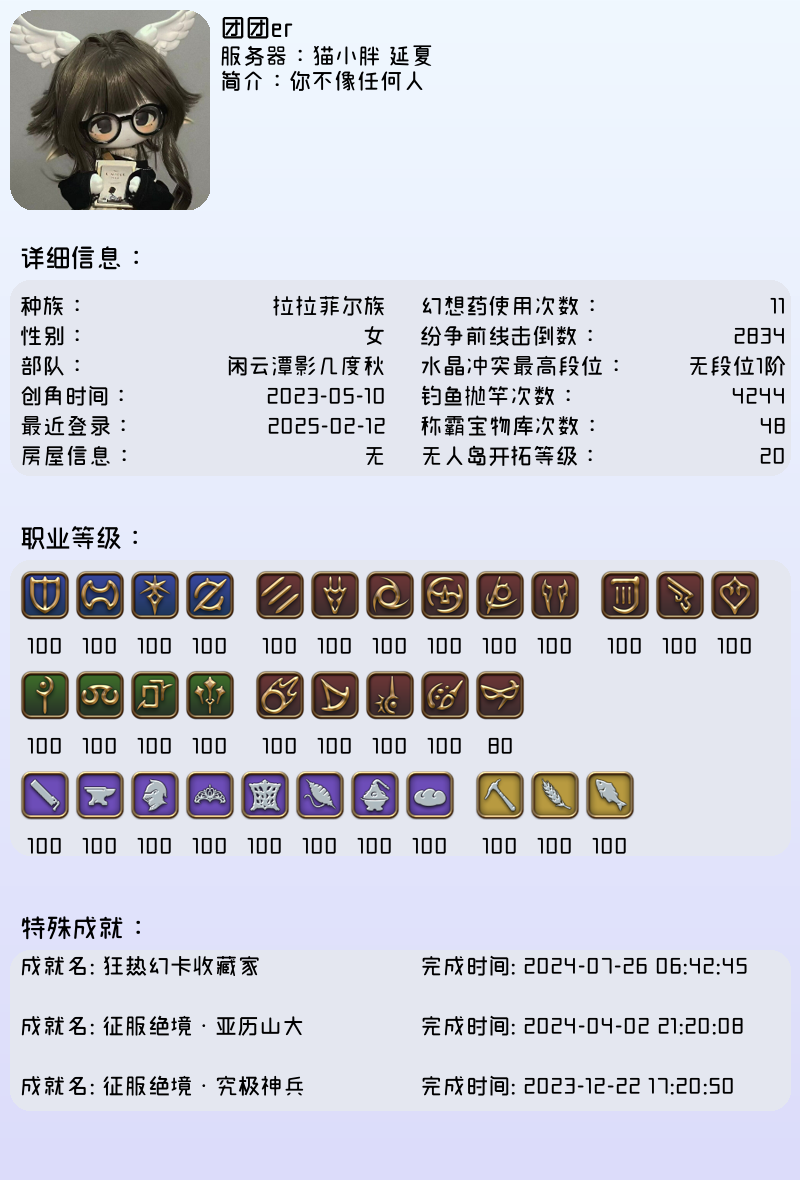 团团er
服务器：猫小胖 延夏
简介：你不像任何人
详细信息：
种族： 拉拉菲尔族 幻想药使用次数： 11
性别： 女 纷争前线击倒数： 2834
部队： 闲云潭影几度秋 水晶冲突最高段位： 无段位1阶
创角时间： 2023-05-10 钓鱼抛竿次数： 4244
最近登录： 2025-02-12 称霸宝物库次数： 48
房屋信息： 无 无人岛开拓等级： 20
职业等级：
100 100 100 100 100 100 100 100 100 100 100 100 100
100 100 100 100 100 100 100 100 80
100 100 100 100 100 100 100 100 100 100 100
特殊成就：
成就名: 狂热幻卡收藏家 完成时间: 2024-07-26 06:42:45
成就名: 征服绝境·亚历山大 完成时间: 2024-04-02 21:20:08
成就名: 征服绝境·究极神兵 完成时间: 2023-12-22 17:20:50